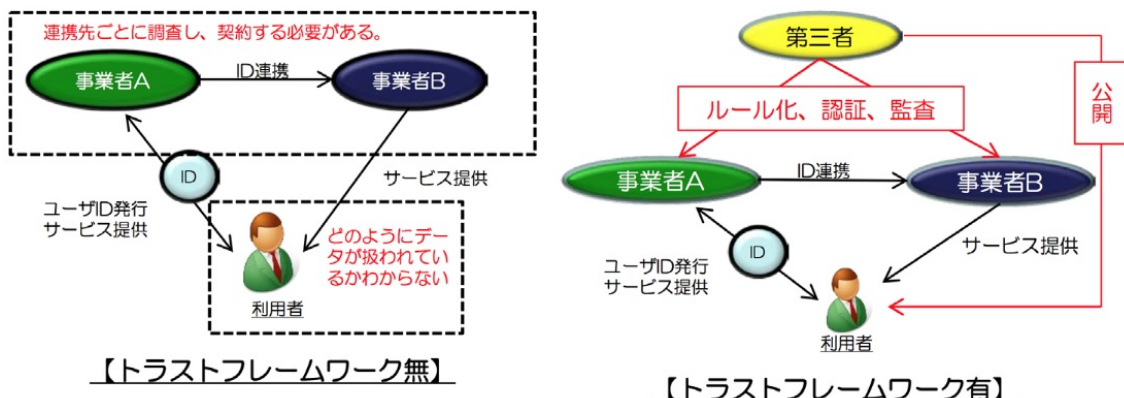 連携先ごとに調査し、契約する必要がある。
事業者A
ID連携
事業者B
ID
ユーザID発行
サービス提供
サービス提供
どのようにデー
タが扱われてい
るかわからない
利用者
【トラストフレームワーク無】
第三者
公開
ルール化、認証、監査
事業者A
ID連携
事業者B
ID
ユーザID発行
サービス提供
サービス提供
利用者
【トラストフレームワーク有】